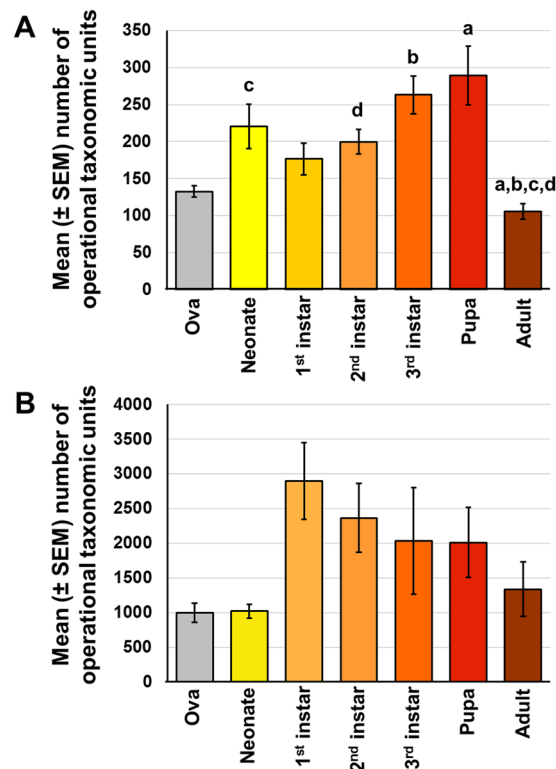 A
Mean (± SEM) number of
operational taxonomic units
350
300
250
200
150
100
50
0
c
d
b
a
a,b,c,d
Ova
Neonate
1st instar
2nd instar
3rd instar
Pupa
Adult
B
Mean (± SEM) number of
operational taxonomic units
4000
3500
3000
2500
2000
1500
1000
500
0
Ova
Neonate
1st instar
2nd instar
3rd instar
Pupa
Adult